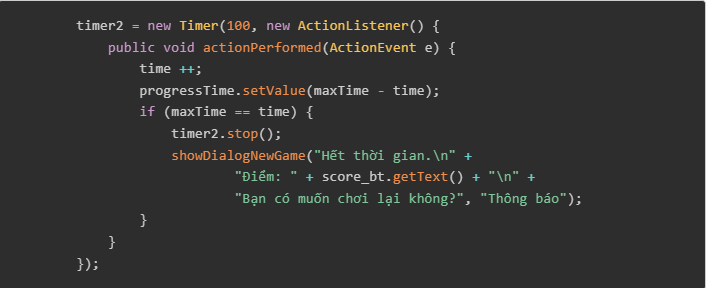 timer2 = new Timer(100, new ActionListener() {
public void actionPerformed(ActionEvent e) {
time ++;
progressTime.setValue(maxTime - time);
if (maxTime == time) {
timer2.stop();
showDialogNewGame("Hết thời gian.\n" +
"Điểm: " + score_bt.getText() + "\n" +
"Bạn có muốn chơi lại không?", "Thông báo");
}
}
});